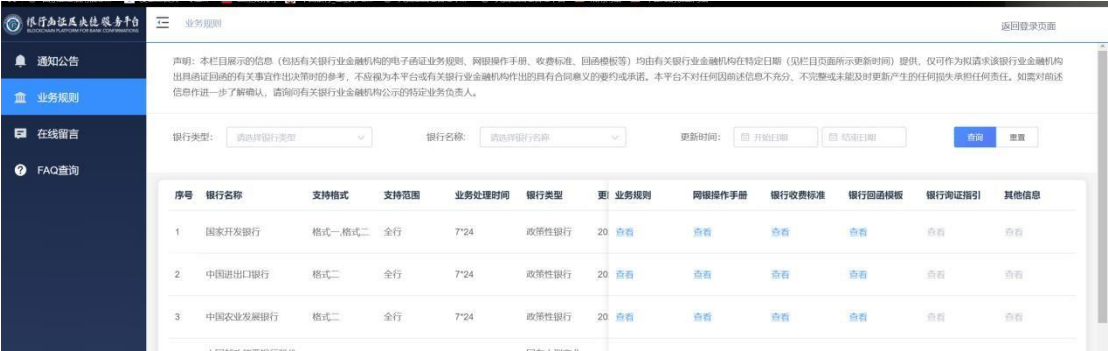 银行函证区块链服务平台
BLOCKCHAIN PLATFORM FOR BANK CONFIRMATIONS
业务规则
返回登录页面
通知公告
业务规则
在线留言
FAQ查询
声明：本栏目展示的信息（包括有关银行业金融机构的电子函证业务规则、网银操作手册、收费标准、回函模板等）均由有关银行业金融机构在特定日期（见栏目页面所示更新时间）提供，仅可作为拟请求该银行业金融机构
出具函证回函的有关事宜作出决策时的参考，不应视为本平台或有关银行业金融机构作出的具有合同意义的要约或承诺。本平台不对任何因前述信息不充分、不完整或未能及时更新产生的任何损失承担任何责任。如需对前述
信息作进一步了解确认，请询问有关银行业金融机构公示的特定业务负责人。
银行类型： 请选择银行类型 银行名称： 请选择银行名称 更新时间： 开始日期 结束日期 查询 重置
序号 银行名称 支持格式 支持范围 业务处理时间 银行类型 更 业务规则 网银操作手册 银行收费标准 银行回函模板 银行询证指引 其他信息
1 国家开发银行 格式一,格式二 全行 7*24 政策性银行 20 查看 查看 查看 查看 查看 查看
2 中国进出口银行 格式二 全行 7*24 政策性银行 20 查看 查看 查看 查看 查看 查看
3 中国农业发展银行 格式二 全行 7*24 政策性银行 20 查看 查看 查看 查看 查看 查看